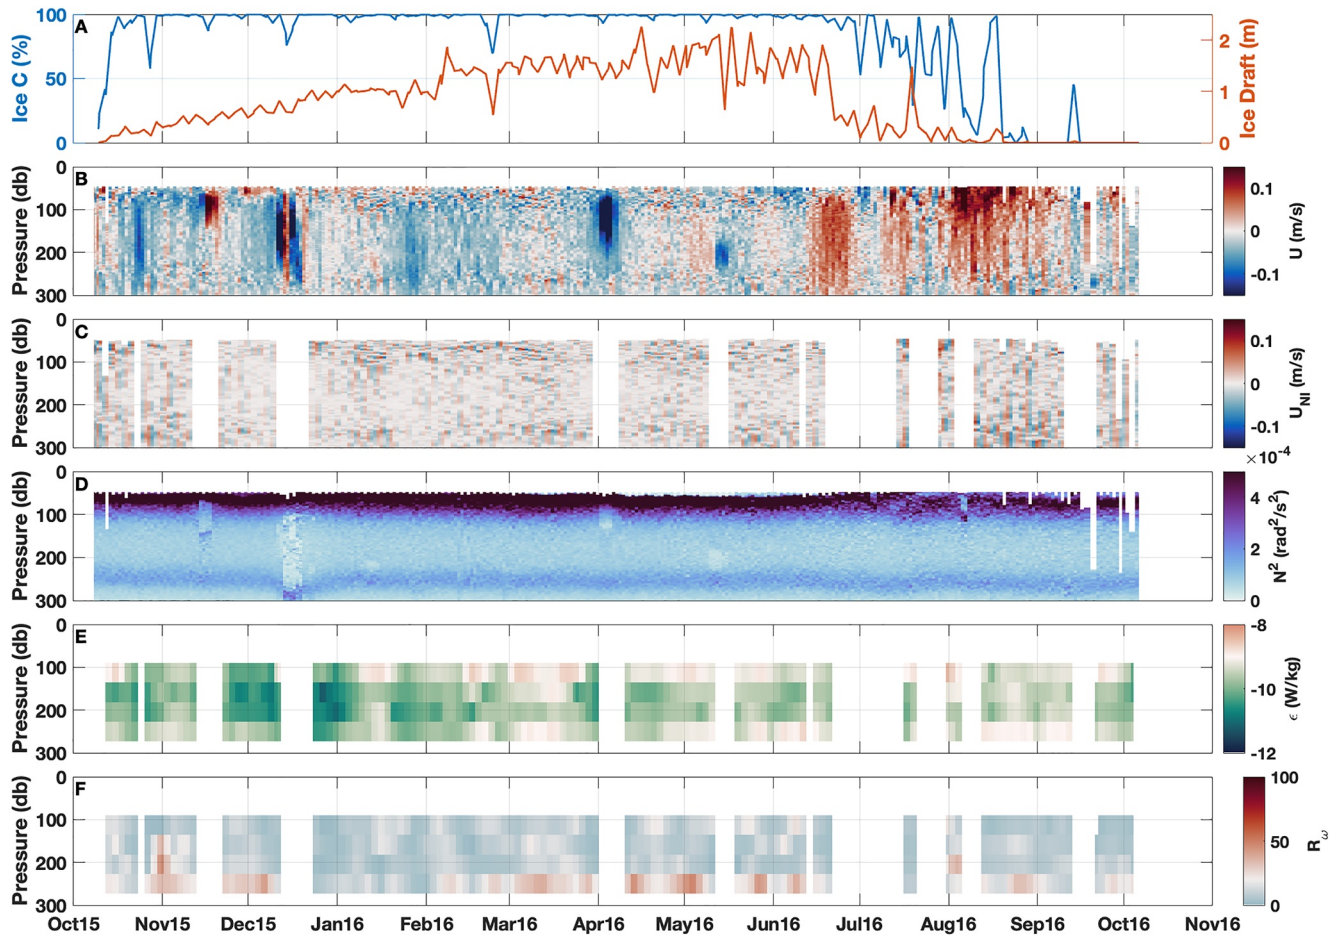 A
100
50
0
Ice C (%)
2
1
0
Ice Draft (m)
B
0
100
200
300
Pressure (db)
0.1
0
-0.1
U (m/s)
C
0
100
200
300
Pressure (db)
0.1
0
-0.1
U_NI (m/s)
D
0
100
200
300
Pressure (db)
×10⁻⁴
4
2
0
N² (rad²/s²)
E
0
100
200
300
Pressure (db)
-8
-10
-12
ϵ (W/kg)
F
0
100
200
300
Pressure (db)
100
50
0
R_ω
Oct15 Nov15 Dec15 Jan16 Feb16 Mar16 Apr16 May16 Jun16 Jul16 Aug16 Sep16 Oct16 Nov16